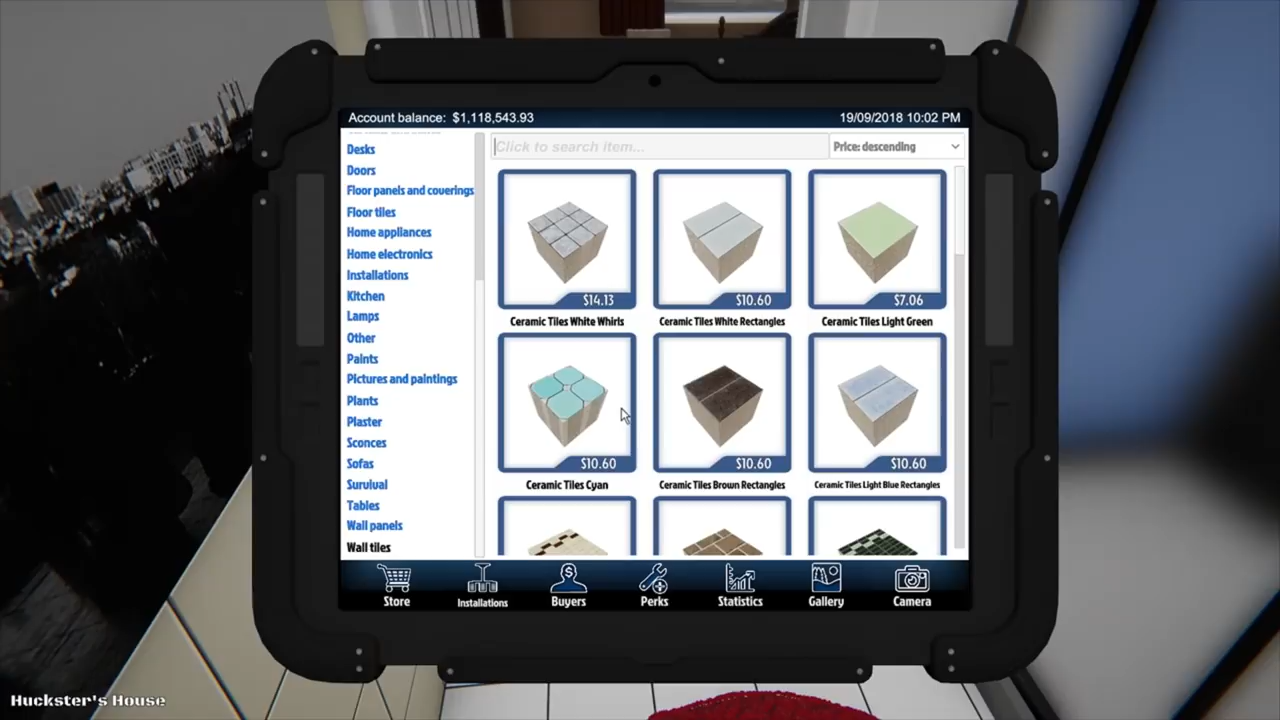 Account balance: $1,118,543.93
19/09/2018 10:02 PM
Desks
Doors
Floor panels and coverings
Floor tiles
Home appliances
Home electronics
Installations
Kitchen
Lamps
Other
Paints
Pictures and paintings
Plants
Plaster
Sconces
Sofas
Survival
Tables
Wall panels
Wall tiles
Click to search item...
Price: descending
$14.13
$10.60
$7.06
Ceramic Tiles White Whirls
Ceramic Tiles White Rectangles
Ceramic Tiles Light Green
$10.60
$10.60
$10.60
Ceramic Tiles Cyan
Ceramic Tiles Brown Rectangles
Ceramic Tiles Light Blue Rectangles
Store
Installations
Buyers
Perks
Statistics
Gallery
Camera
Huckster's House